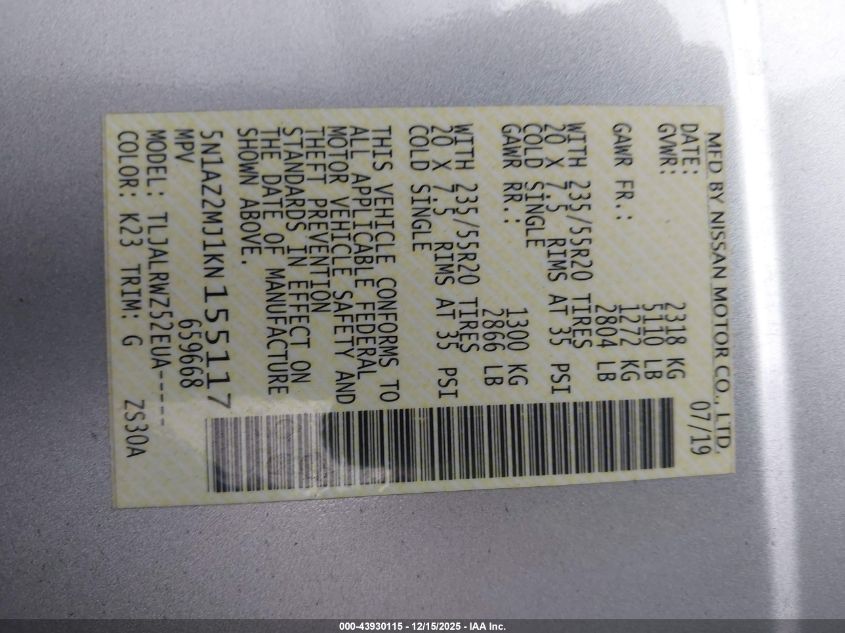 MFD BY NISSAN MOTOR CO., LTD.
DATE: 07/19
GVWR: 2318 KG
5110 LB
GAWR FR.: 1272 KG
2804 LB
WITH 235/55R20 TIRES
20 X 7.5 RIMS AT 35 PSI
COLD SINGLE
GAWR RR.: 1300 KG
2866 LB
WITH 235/55R20 TIRES
20 X 7.5 RIMS AT 35 PSI
COLD SINGLE
THIS VEHICLE CONFORMS TO
ALL APPLICABLE FEDERAL
MOTOR VEHICLE SAFETY AND
THEFT PREVENTION
STANDARDS IN EFFECT ON
THE DATE OF MANUFACTURE
SHOWN ABOVE.
5N1AZ2MJ1KN155117
MPV 659668
MODEL: TLJALRWZ52EUA-----
COLOR: K23 TRIM: G ZS30A
000-43930115 - 12/15/2025 - IAA Inc.